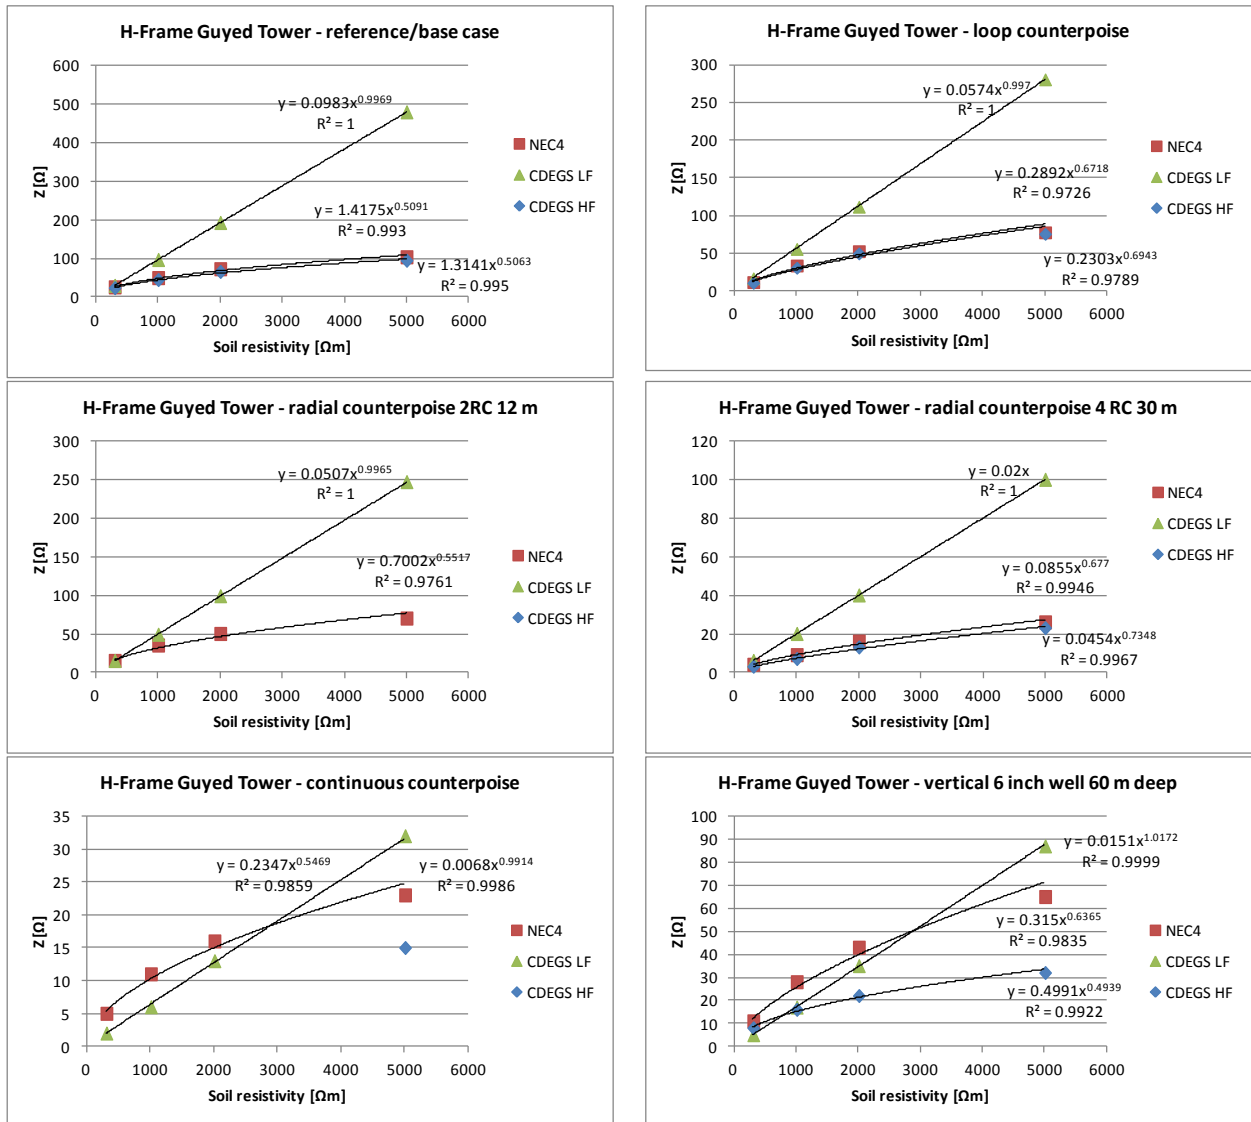 H-Frame Guyed Tower - reference/base case
600
500
400
300
200
100
0
Z [Ω]
0 1000 2000 3000 4000 5000 6000
Soil resistivity [Ωm]
y = 0.0983x^0.9969
R² = 1
y = 1.4175x^0.5091
R² = 0.993
y = 1.3141x^0.5063
R² = 0.995
NEC4
CDEGS LF
CDEGS HF
H-Frame Guyed Tower - loop counterpoise
300
250
200
150
100
50
0
Z [Ω]
0 1000 2000 3000 4000 5000 6000
Soil resistivity [Ωm]
y = 0.0574x^0.997
R² = 1
y = 0.2892x^0.6718
R² = 0.9726
y = 0.2303x^0.6943
R² = 0.9789
NEC4
CDEGS LF
CDEGS HF
H-Frame Guyed Tower - radial counterpoise 2RC 12 m
300
250
200
150
100
50
0
Z [Ω]
0 1000 2000 3000 4000 5000 6000
Soil resistivity [Ωm]
y = 0.0507x^0.9965
R² = 1
y = 0.7002x^0.5517
R² = 0.9761
NEC4
CDEGS LF
CDEGS HF
H-Frame Guyed Tower - radial counterpoise 4 RC 30 m
120
100
80
60
40
20
0
Z [Ω]
0 1000 2000 3000 4000 5000 6000
Soil resistivity [Ωm]
y = 0.02x
R² = 1
y = 0.0855x^0.677
R² = 0.9946
y = 0.0454x^0.7348
R² = 0.9967
NEC4
CDEGS LF
CDEGS HF
H-Frame Guyed Tower - continuous counterpoise
35
30
25
20
15
10
5
0
Z [Ω]
0 1000 2000 3000 4000 5000 6000
Soil resistivity [Ωm]
y = 0.2347x^0.5469
R² = 0.9859
y = 0.0068x^0.9914
R² = 0.9986
NEC4
CDEGS LF
CDEGS HF
H-Frame Guyed Tower - vertical 6 inch well 60 m deep
100
90
80
70
60
50
40
30
20
10
0
Z [Ω]
0 1000 2000 3000 4000 5000 6000
Soil resistivity [Ωm]
y = 0.0151x^1.0172
R² = 0.9999
y = 0.315x^0.6365
R² = 0.9835
y = 0.4991x^0.4939
R² = 0.9922
NEC4
CDEGS LF
CDEGS HF